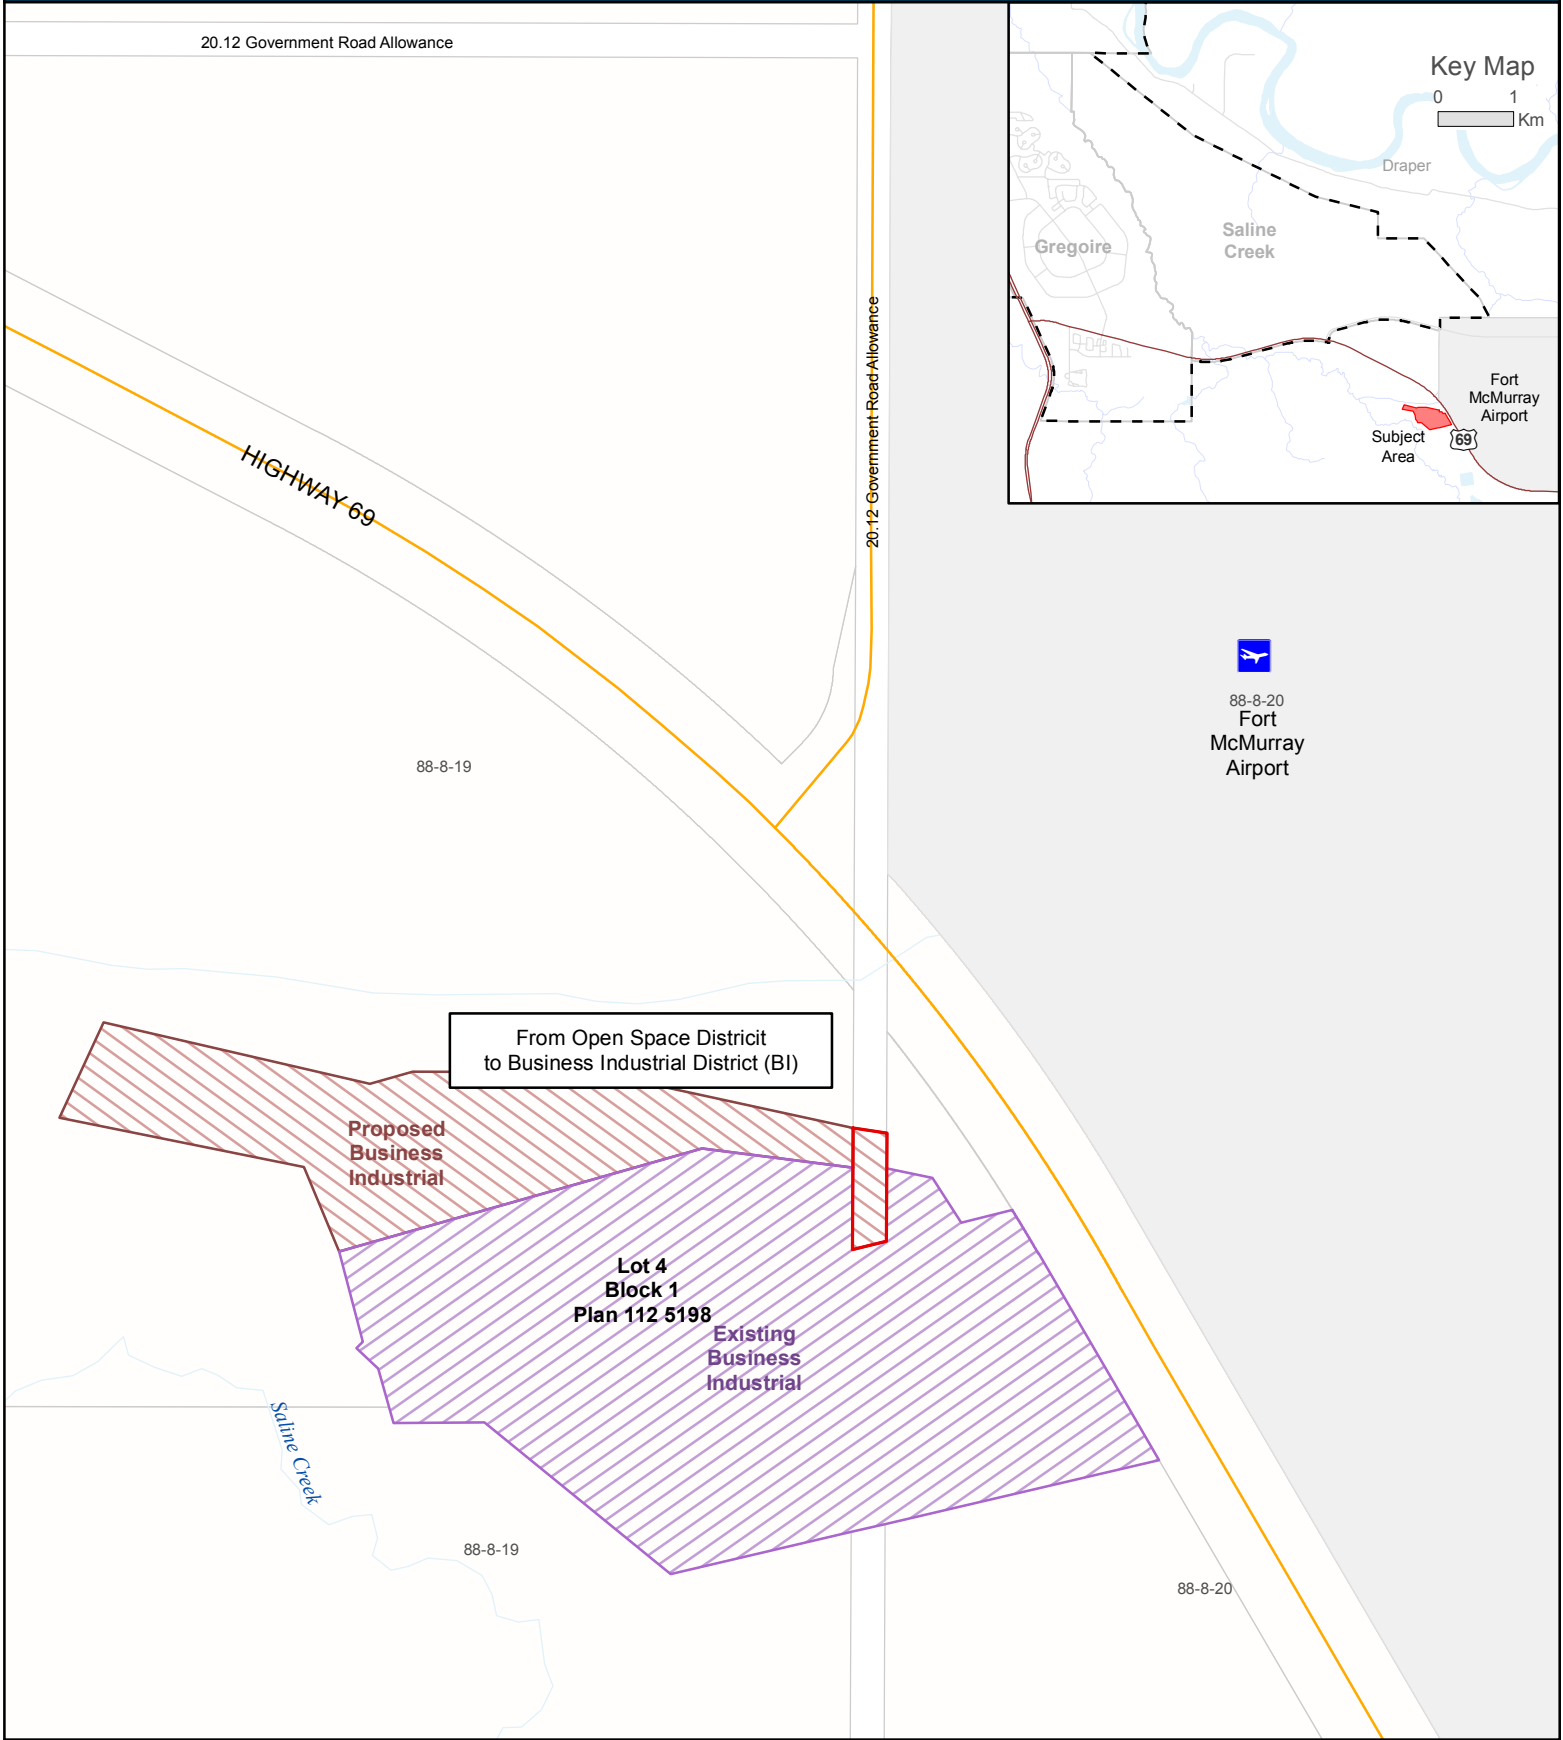 20.12 Government Road Allowance
Key Map
0 1
Km
Draper
Saline
Creek
Gregoire
Fort
McMurray
Airport
Subject
Area
69
20.12 Government Road Allowance
HIGHWAY 69
88-8-20
Fort
McMurray
Airport
88-8-19
From Open Space Districit
to Business Industrial District (BI)
Proposed
Business
Industrial
Lot 4
Block 1
Plan 112 5198
Existing
Business
Industrial
Saline Creek
88-8-19
88-8-20